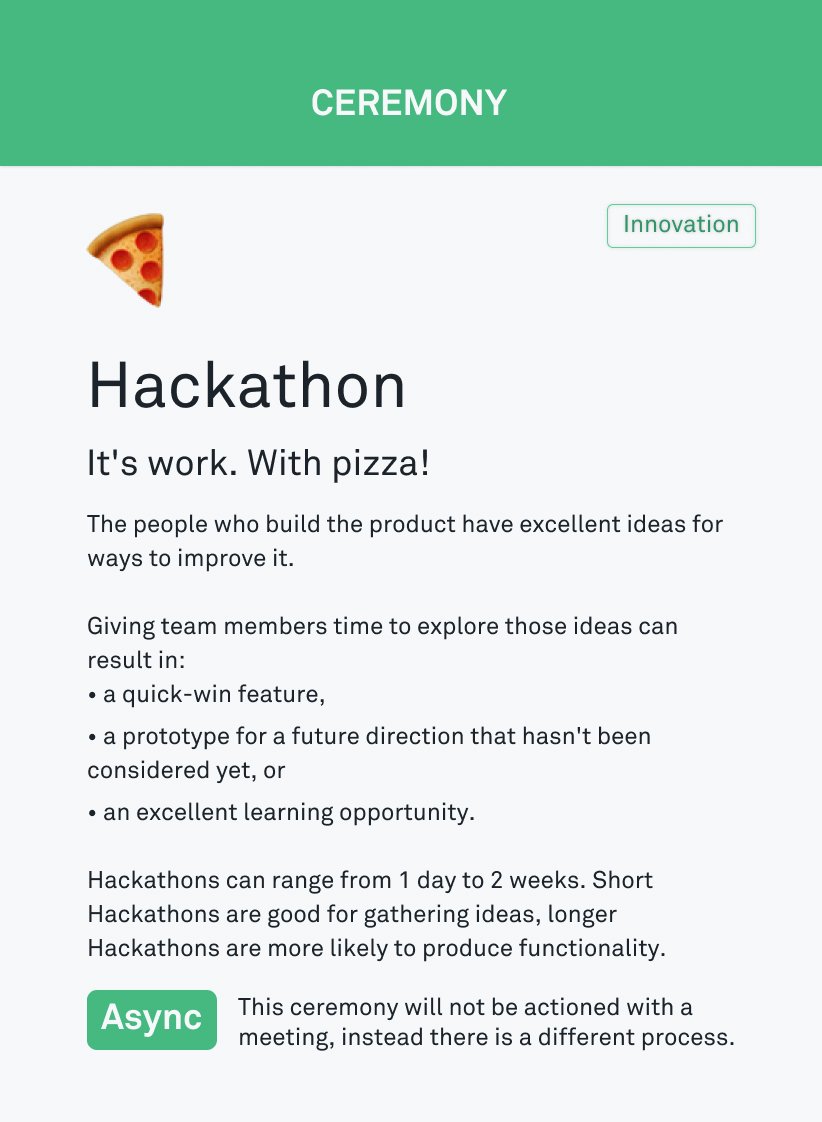 CEREMONY
Innovation
Hackathon
It's work. With pizza!
The people who build the product have excellent ideas for
ways to improve it.
Giving team members time to explore those ideas can
result in:
• a quick-win feature,
• a prototype for a future direction that hasn't been
considered yet, or
• an excellent learning opportunity.
Hackathons can range from 1 day to 2 weeks. Short
Hackathons are good for gathering ideas, longer
Hackathons are more likely to produce functionality.
Async
This ceremony will not be actioned with a
meeting, instead there is a different process.